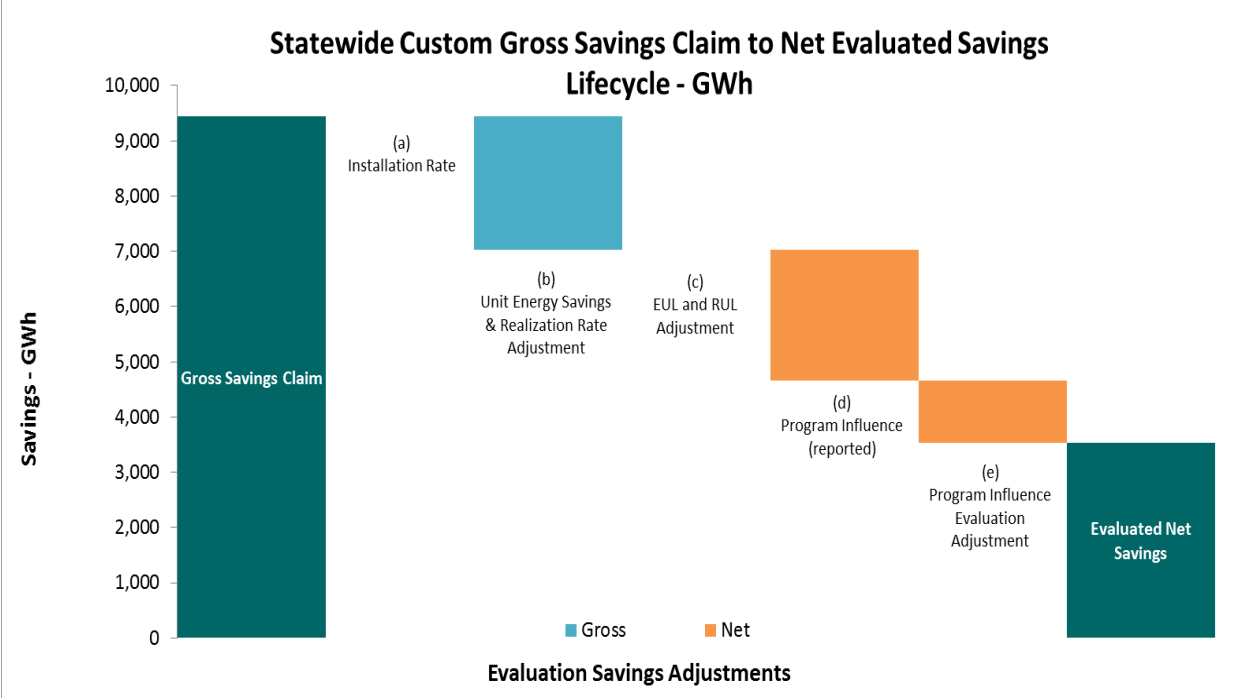 Statewide Custom Gross Savings Claim to Net Evaluated Savings
Lifecycle - GWh
Savings - GWh
10,000
9,000
8,000
7,000
6,000
5,000
4,000
3,000
2,000
1,000
0
Gross Savings Claim
(a)
Installation Rate
(b)
Unit Energy Savings
& Realization Rate
Adjustment
(c)
EUL and RUL
Adjustment
(d)
Program Influence
(reported)
(e)
Program Influence
Evaluation
Adjustment
Evaluated Net
Savings
Gross
Net
Evaluation Savings Adjustments